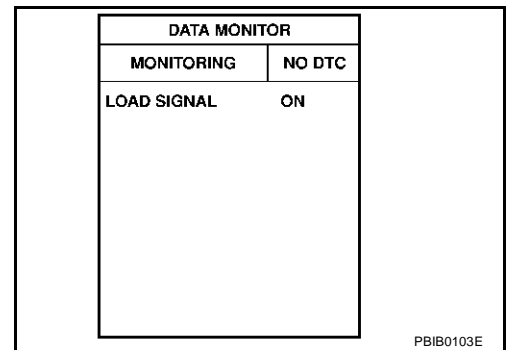 DATA MONITOR
MONITORING NO DTC
LOAD SIGNAL ON
PBIB0103E